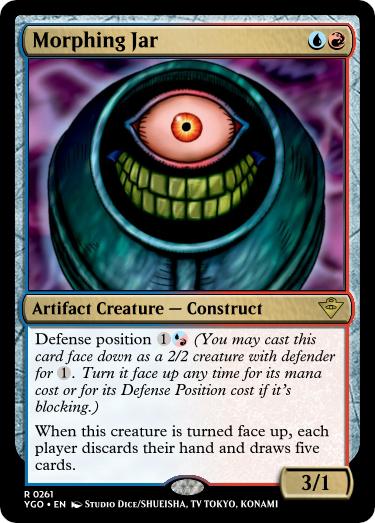 Morphing Jar
Artifact Creature — Construct
Defense position 1 (You may cast this
card face down as a 2/2 creature with defender
for 1. Turn it face up any time for its mana
cost or for its Defense Position cost if it's
blocking.)
When this creature is turned face up, each
player discards their hand and draws five
cards.
3/1
R 0261
YGO • EN Studio Dice/SHUEISHA, TV TOKYO, KONAMI